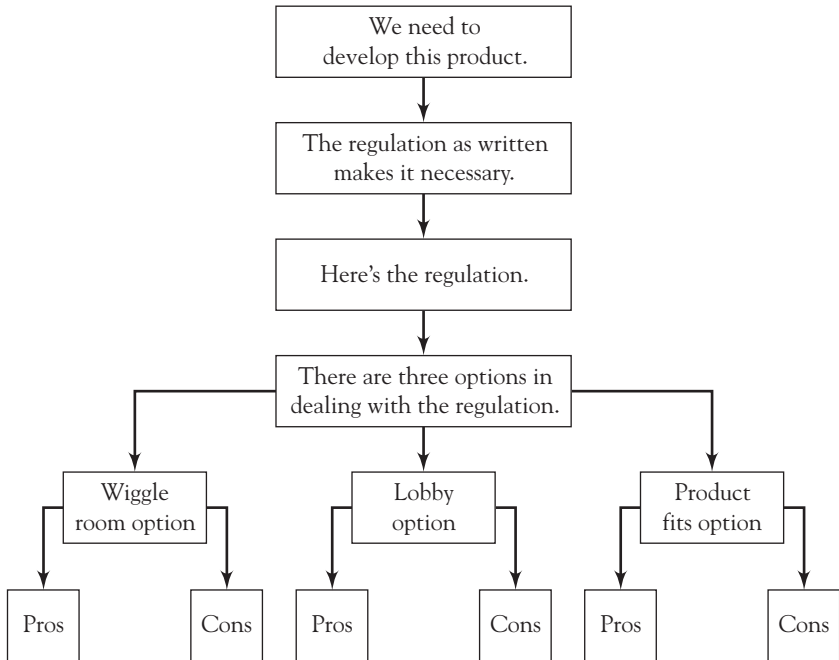 We need to
develop this product.
The regulation as written
makes it necessary.
Here's the regulation.
There are three options in
dealing with the regulation.
Wiggle
room option
Lobby
option
Product
fits option
Pros
Cons
Pros
Cons
Pros
Cons